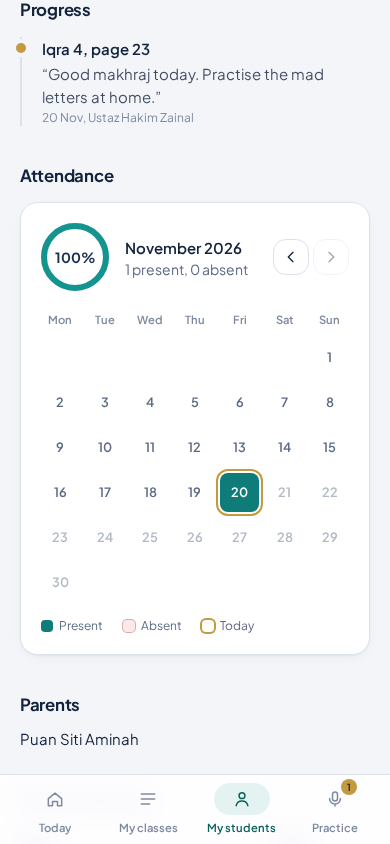 Progress
Iqra 4, page 23
“Good makhraj today. Practise the mad
letters at home.”
20 Nov, Ustaz Hakim Zainal
Attendance
100%
November 2026
1 present, 0 absent
Mon Tue Wed Thu Fri Sat Sun
1
2 3 4 5 6 7 8
9 10 11 12 13 14 15
16 17 18 19 20 21 22
23 24 25 26 27 28 29
30
Present Absent Today
Parents
Puan Siti Aminah
1
Today My classes My students Practice